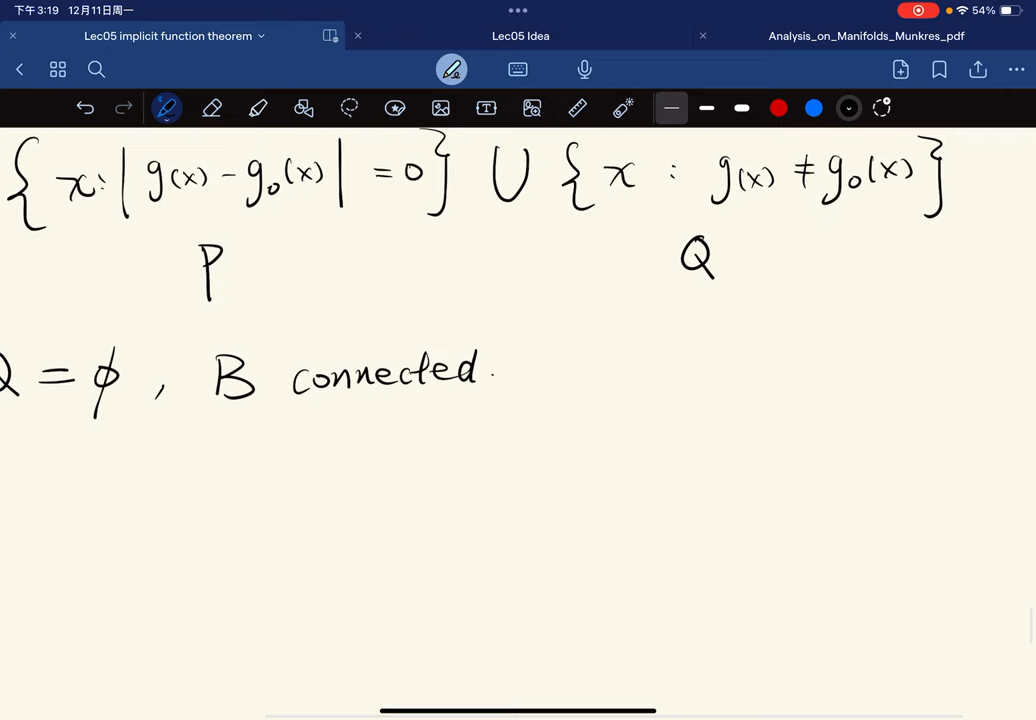 下午3:19 12月11日周一
54%
Lec05 implicit function theorem
Lec05 Idea
Analysis_on_Manifolds_Munkres_pdf
{x: |g(x) - g₀(x)| = 0} ∪ {x : g(x) ≠ g₀(x)}
P Q
= ϕ, B connected.